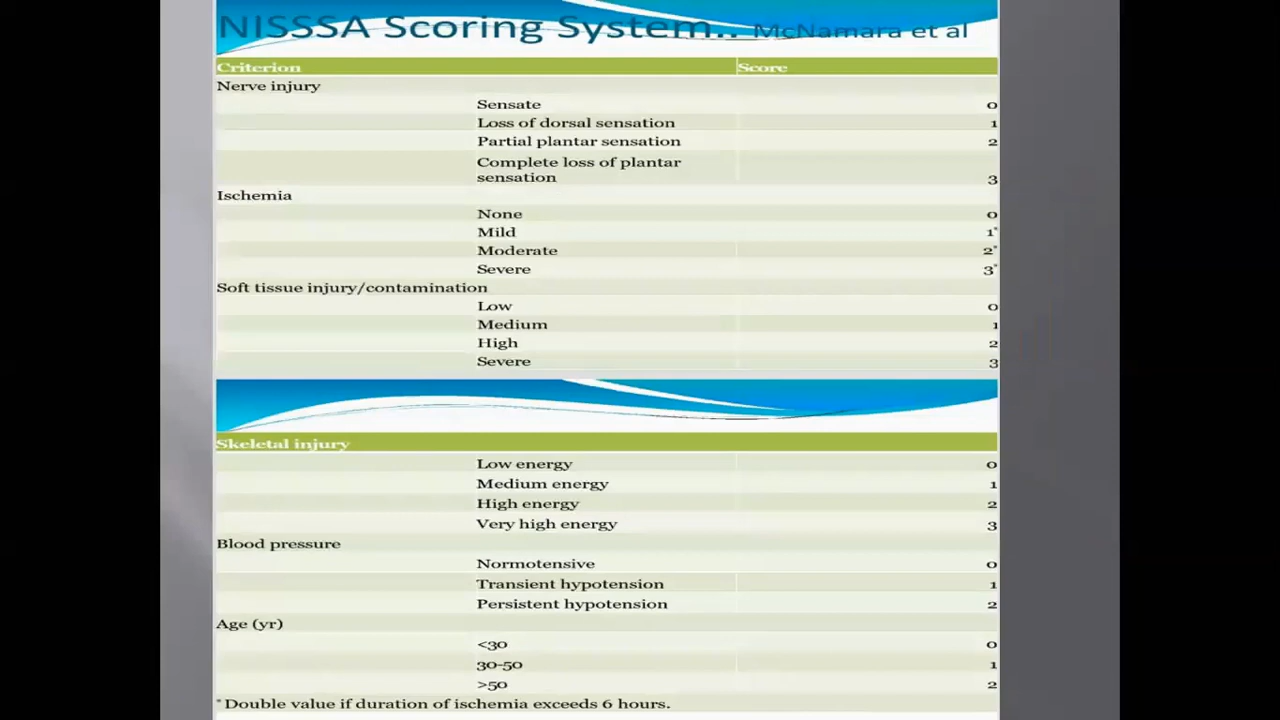 NISSSA Scoring System.. McNamara et al
Criterion Score
Nerve injury
Sensate 0
Loss of dorsal sensation 1
Partial plantar sensation 2
Complete loss of plantar
sensation 3
Ischemia
None 0
Mild 1*
Moderate 2*
Severe 3*
Soft tissue injury/contamination
Low 0
Medium 1
High 2
Severe 3
Skeletal injury
Low energy 0
Medium energy 1
High energy 2
Very high energy 3
Blood pressure
Normotensive 0
Transient hypotension 1
Persistent hypotension 2
Age (yr)
<30 0
30-50 1
>50 2
*Double value if duration of ischemia exceeds 6 hours.